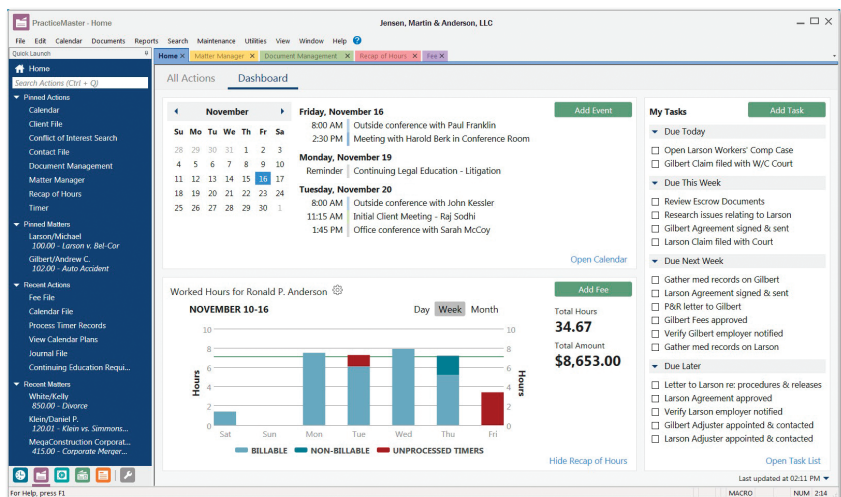 PracticeMaster - Home
Jensen, Martin & Anderson, LLC
File Edit Calendar Documents Reports Search Maintenance Utilities View Window Help
Quick Launch
Home
Search Actions (Ctrl + Q)
Pinned Actions
Calendar
Client File
Conflict of Interest Search
Contact File
Document Management
Matter Manager
Recap of Hours
Timer
Pinned Matters
Larson/Michael
100.00 - Larson v. Bel-Cor
Gilbert/Andrew C.
102.00 - Auto Accident
Recent Actions
Fee File
Calendar File
Process Timer Records
View Calendar Plans
Journal File
Continuing Education Requi...
Recent Matters
White/Kelly
850.00 - Divorce
Klein/Daniel P.
120.01 - Klein vs. Simmons...
MegaConstruction Corporat...
415.00 - Corporate Merger...
Home X Matter Manager X Document Management X Recap of Hours X Fee X
All Actions Dashboard
November
Su Mo Tu We Th Fr Sa
28 29 30 31 1 2 3
4 5 6 7 8 9 10
11 12 13 14 15 16 17
18 19 20 21 22 23 24
25 26 27 28 29 30 1
Friday, November 16
8:00 AM Outside conference with Paul Franklin
2:30 PM Meeting with Harold Berk in Conference Room
Monday, November 19
Reminder Continuing Legal Education - Litigation
Tuesday, November 20
8:00 AM Outside conference with John Kessler
11:15 AM Initial Client Meeting - Raj Sodhi
1:45 PM Office conference with Sarah McCoy
Add Event
Open Calendar
Worked Hours for Ronald P. Anderson
NOVEMBER 10-16
Day Week Month
Hours
10
8
6
4
2
0
10
8
6
4
2
0
Hours
Sat Sun Mon Tue Wed Thu Fri
BILLABLE NON-BILLABLE UNPROCESSED TIMERS
Add Fee
Total Hours
34.67
Total Amount
$8,653.00
Hide Recap of Hours
My Tasks
Add Task
Due Today
Open Larson Workers' Comp Case
Gilbert Claim filed with W/C Court
Due This Week
Review Escrow Documents
Research issues relating to Larson
Gilbert Agreement signed & sent
Larson Claim filed with Court
Due Next Week
Gather med records on Gilbert
Larson Agreement signed & sent
P&R letter to Gilbert
Gilbert Fees approved
Verify Gilbert employer notified
Gather med records on Larson
Due Later
Letter to Larson re: procedures & releases
Larson Agreement approved
Verify Larson employer notified
Gilbert Adjuster appointed & contacted
Larson Adjuster appointed & contacted
Open Task List
Last updated at 02:11 PM
For Help, press F1
MACRO NUM 2:14